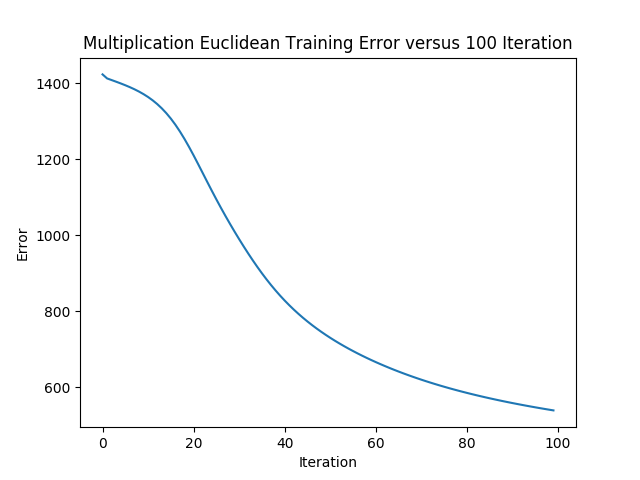 Multiplication Euclidean Training Error versus 100 Iteration
1400
1200
1000
800
600
Error
0 20 40 60 80 100
Iteration